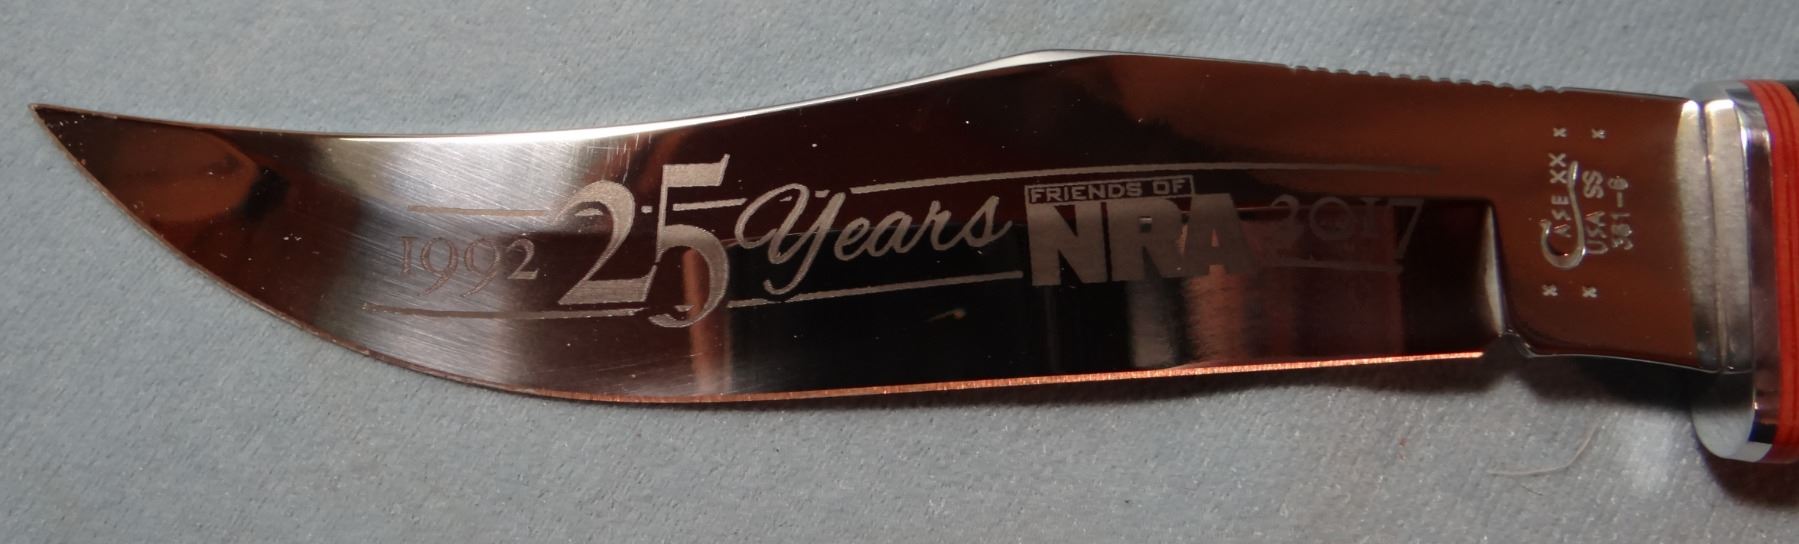 1992 25 Years FRIENDS OF NRA 2017
CASE XX
USA SS
381-6